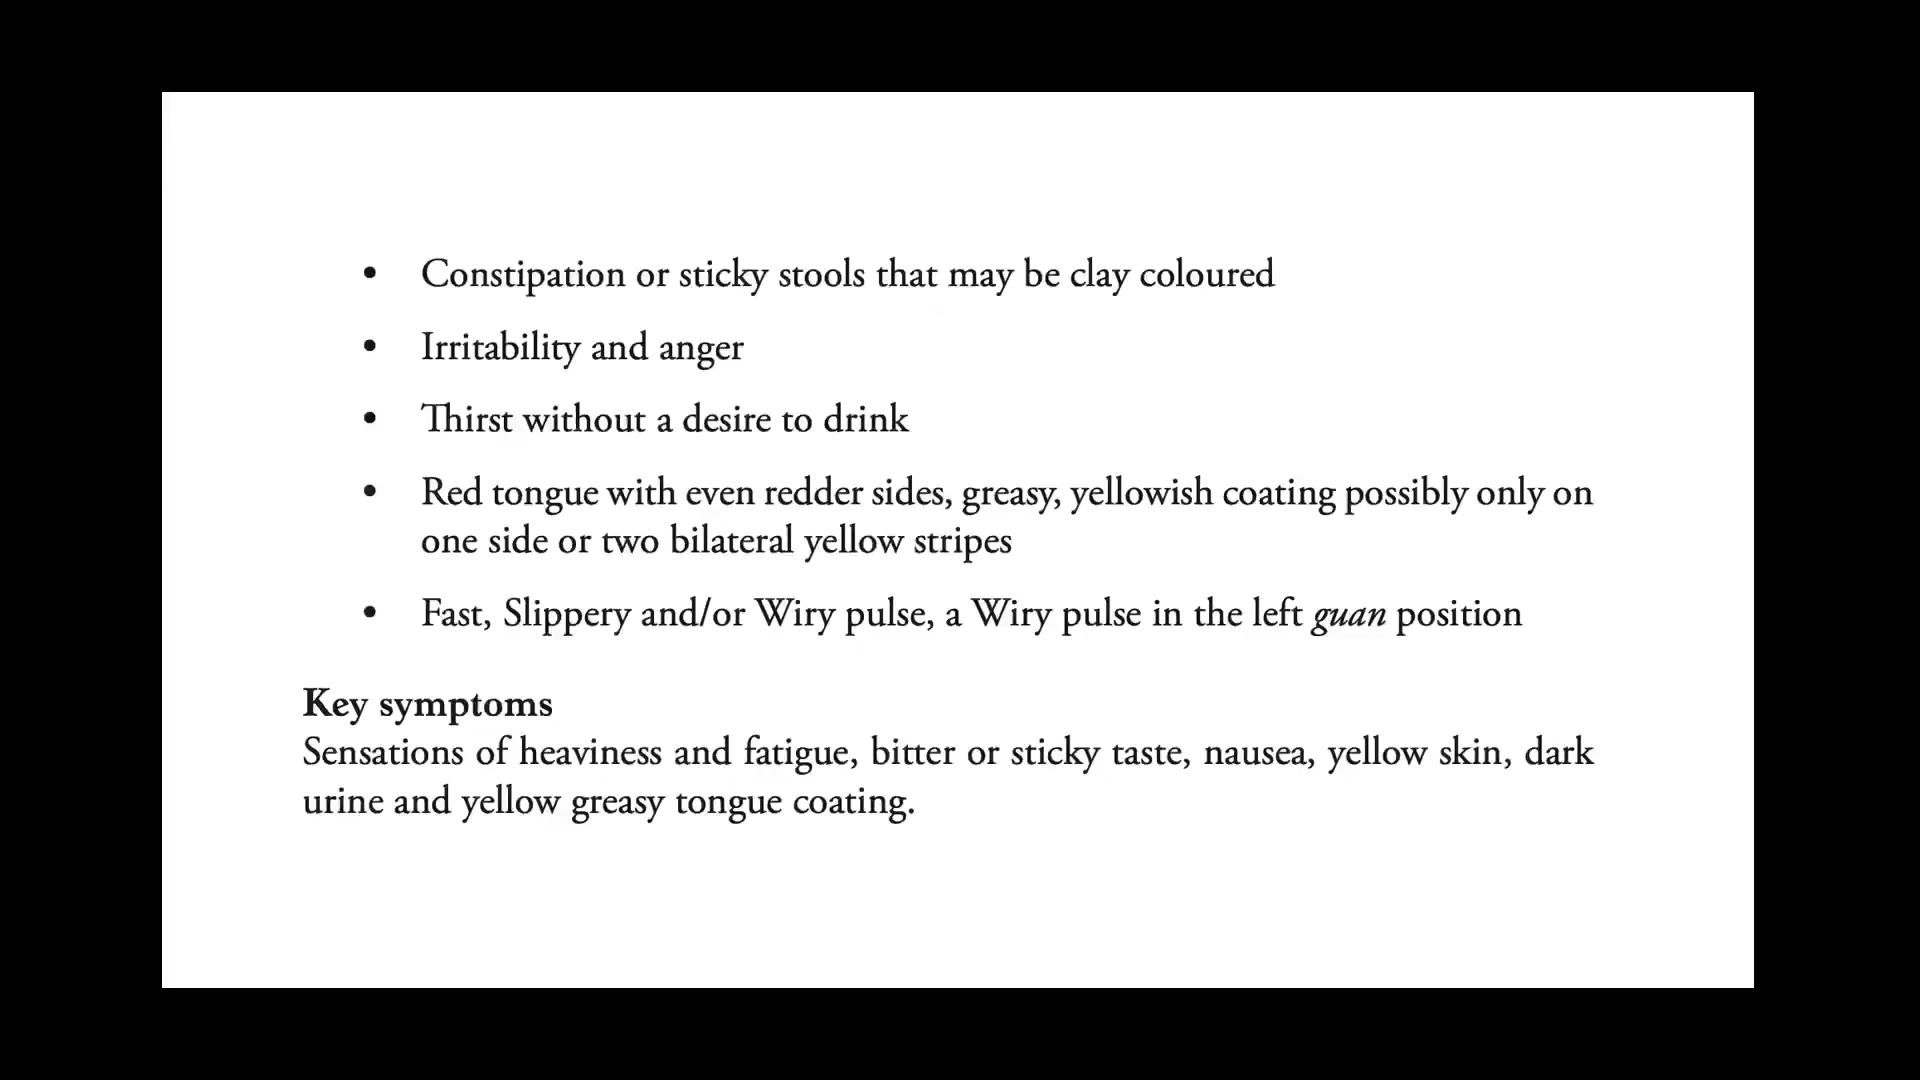 • Constipation or sticky stools that may be clay coloured
• Irritability and anger
• Thirst without a desire to drink
• Red tongue with even redder sides, greasy, yellowish coating possibly only on
one side or two bilateral yellow stripes
• Fast, Slippery and/or Wiry pulse, a Wiry pulse in the left guan position
Key symptoms
Sensations of heaviness and fatigue, bitter or sticky taste, nausea, yellow skin, dark
urine and yellow greasy tongue coating.